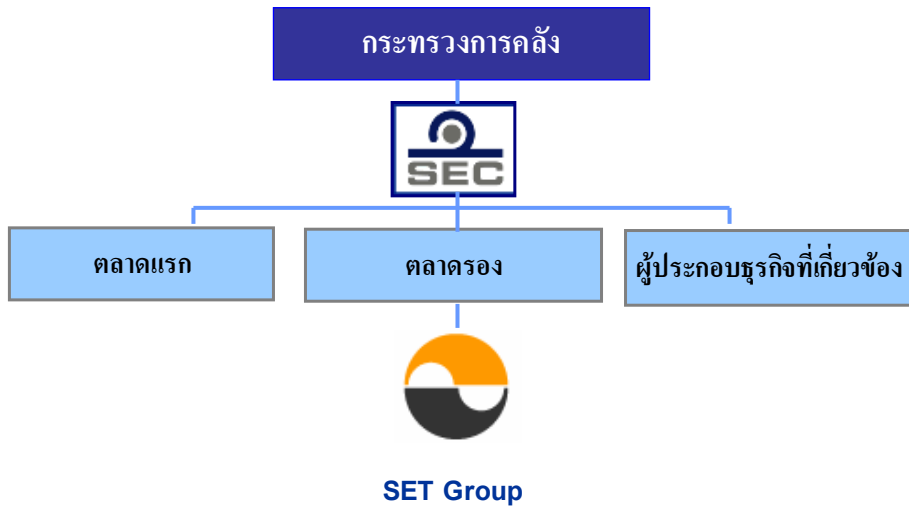 กระทรวงการคลัง
SEC
ตลาดแรก
ตลาดรอง
ผู้ประกอบธุรกิจที่เกี่ยวข้อง
SET Group